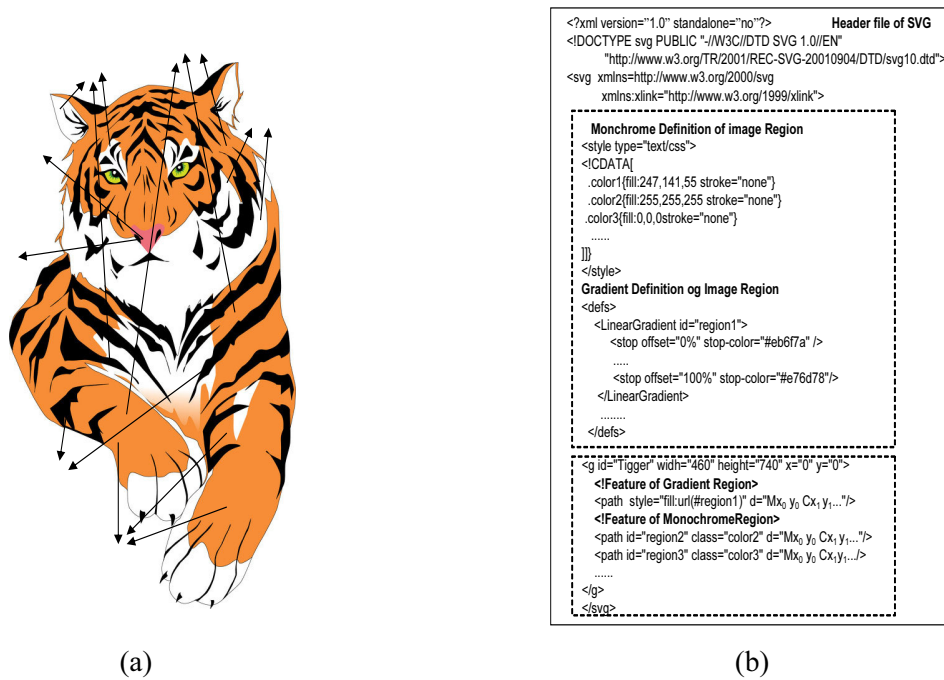 <?xml version="1.0" standalone="no"?> Header file of SVG
<!DOCTYPE svg PUBLIC "-//W3C//DTD SVG 1.0//EN"
"http://www.w3.org/TR/2001/REC-SVG-20010904/DTD/svg10.dtd">
<svg xmlns=http://www.w3.org/2000/svg
xmlns:xlink="http://www.w3.org/1999/xlink">
Monchrome Definition of image Region
<style type="text/css">
<!CDATA[
.color1{fill:247,141,55 stroke="none"}
.color2{fill:255,255,255 stroke="none"}
.color3{fill:0,0,0stroke="none"}
......
]]}
</style>
Gradient Definition og Image Region
<defs>
<LinearGradient id="region1">
<stop offset="0%" stop-color="#eb6f7a" />
.....
<stop offset="100%" stop-color="#e76d78"/>
</LinearGradient>
........
</defs>
<g id="Tigger" widh="460" height="740" x="0" y="0">
<!Feature of Gradient Region>
<path style="fill:url(#region1)" d="Mx₀ y₀ Cx₁ y₁..."/>
<!Feature of MonochromeRegion>
<path id="region2" class="color2" d="Mx₀ y₀ Cx₁ y₁..."/>
<path id="region3" class="color3" d="Mx₀ y₀ Cx₁y₁.../>
......
</g>
</svg>
(a) (b)